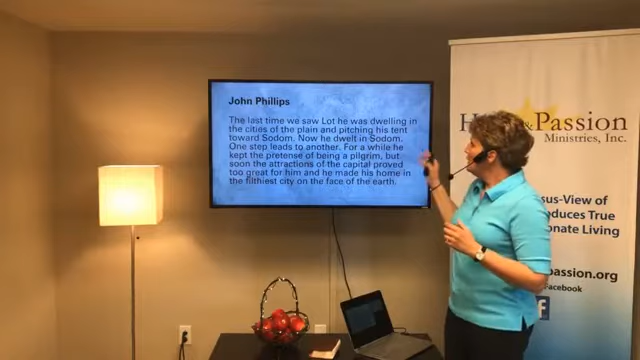 John Phillips
The last time we saw Lot he was dwelling in
the cities of the plain and pitching his tent
toward Sodom. Now he dwelt in Sodom.
One step leads to another. For a while he
kept the pretense of being a pilgrim, but
soon the attractions of the capital proved
too great for him and he made his home in
the filthiest city on the face of the earth.
&Passion
Ministries, Inc.
sus-View of
oduces True
onate Living
passion.org
Facebook
f